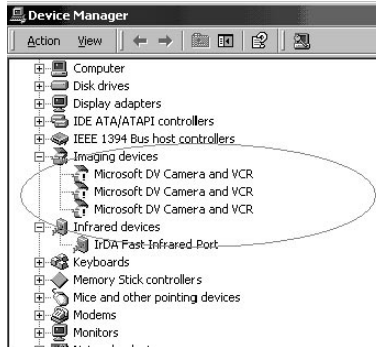 Device Manager
Action View
Computer
Disk drives
Display adapters
IDE ATA/ATAPI controllers
IEEE 1394 Bus host controllers
Imaging devices
Microsoft DV Camera and VCR
Microsoft DV Camera and VCR
Microsoft DV Camera and VCR
Infrared devices
IrDA Fast Infrared Port
Keyboards
Memory Stick controllers
Mice and other pointing devices
Modems
Monitors